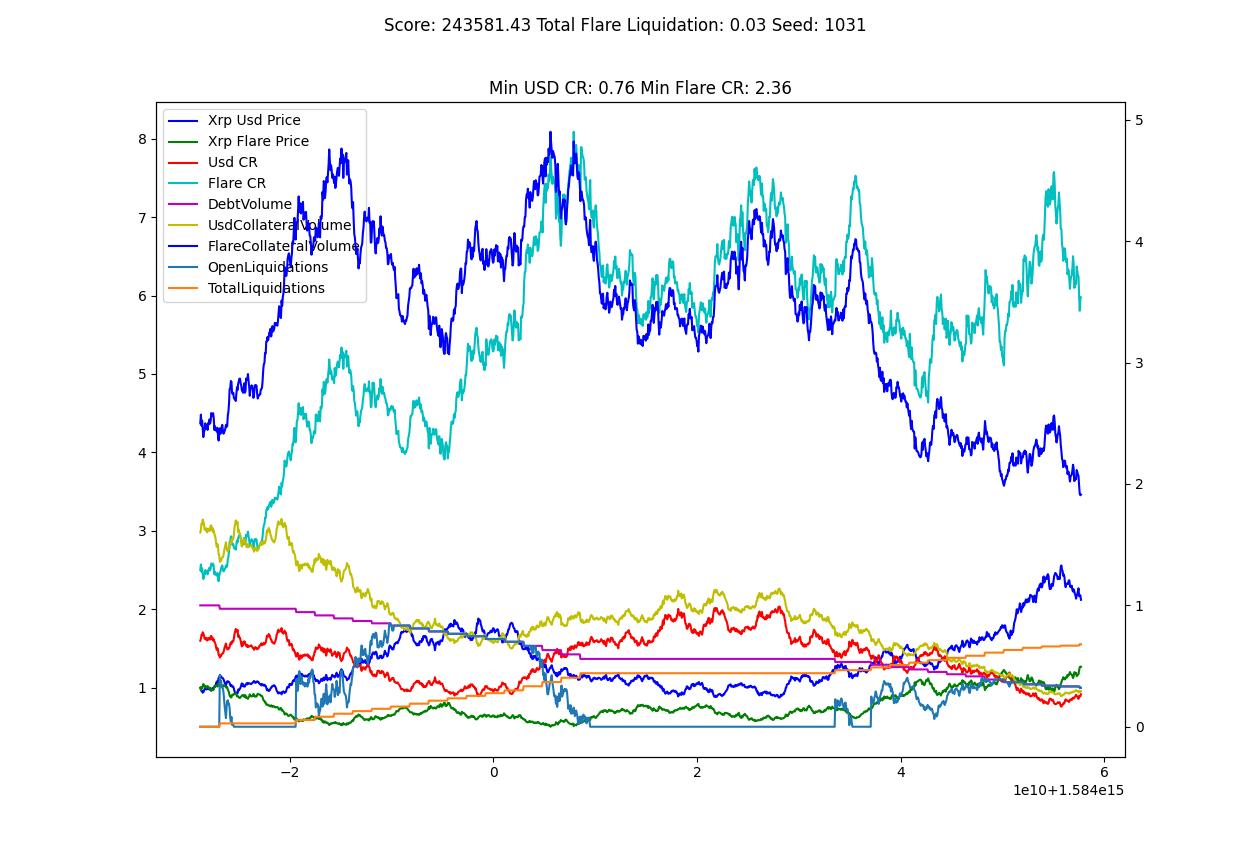 Score: 243581.43 Total Flare Liquidation: 0.03 Seed: 1031
Min USD CR: 0.76 Min Flare CR: 2.36
Xrp Usd Price
Xrp Flare Price
Usd CR
Flare CR
DebtVolume
UsdCollateralVolume
FlareCollateralVolume
OpenLiquidations
TotalLiquidations
8
7
6
5
4
3
2
1
5
4
3
2
1
0
−2
0
2
4
6
1e10+1.584e15